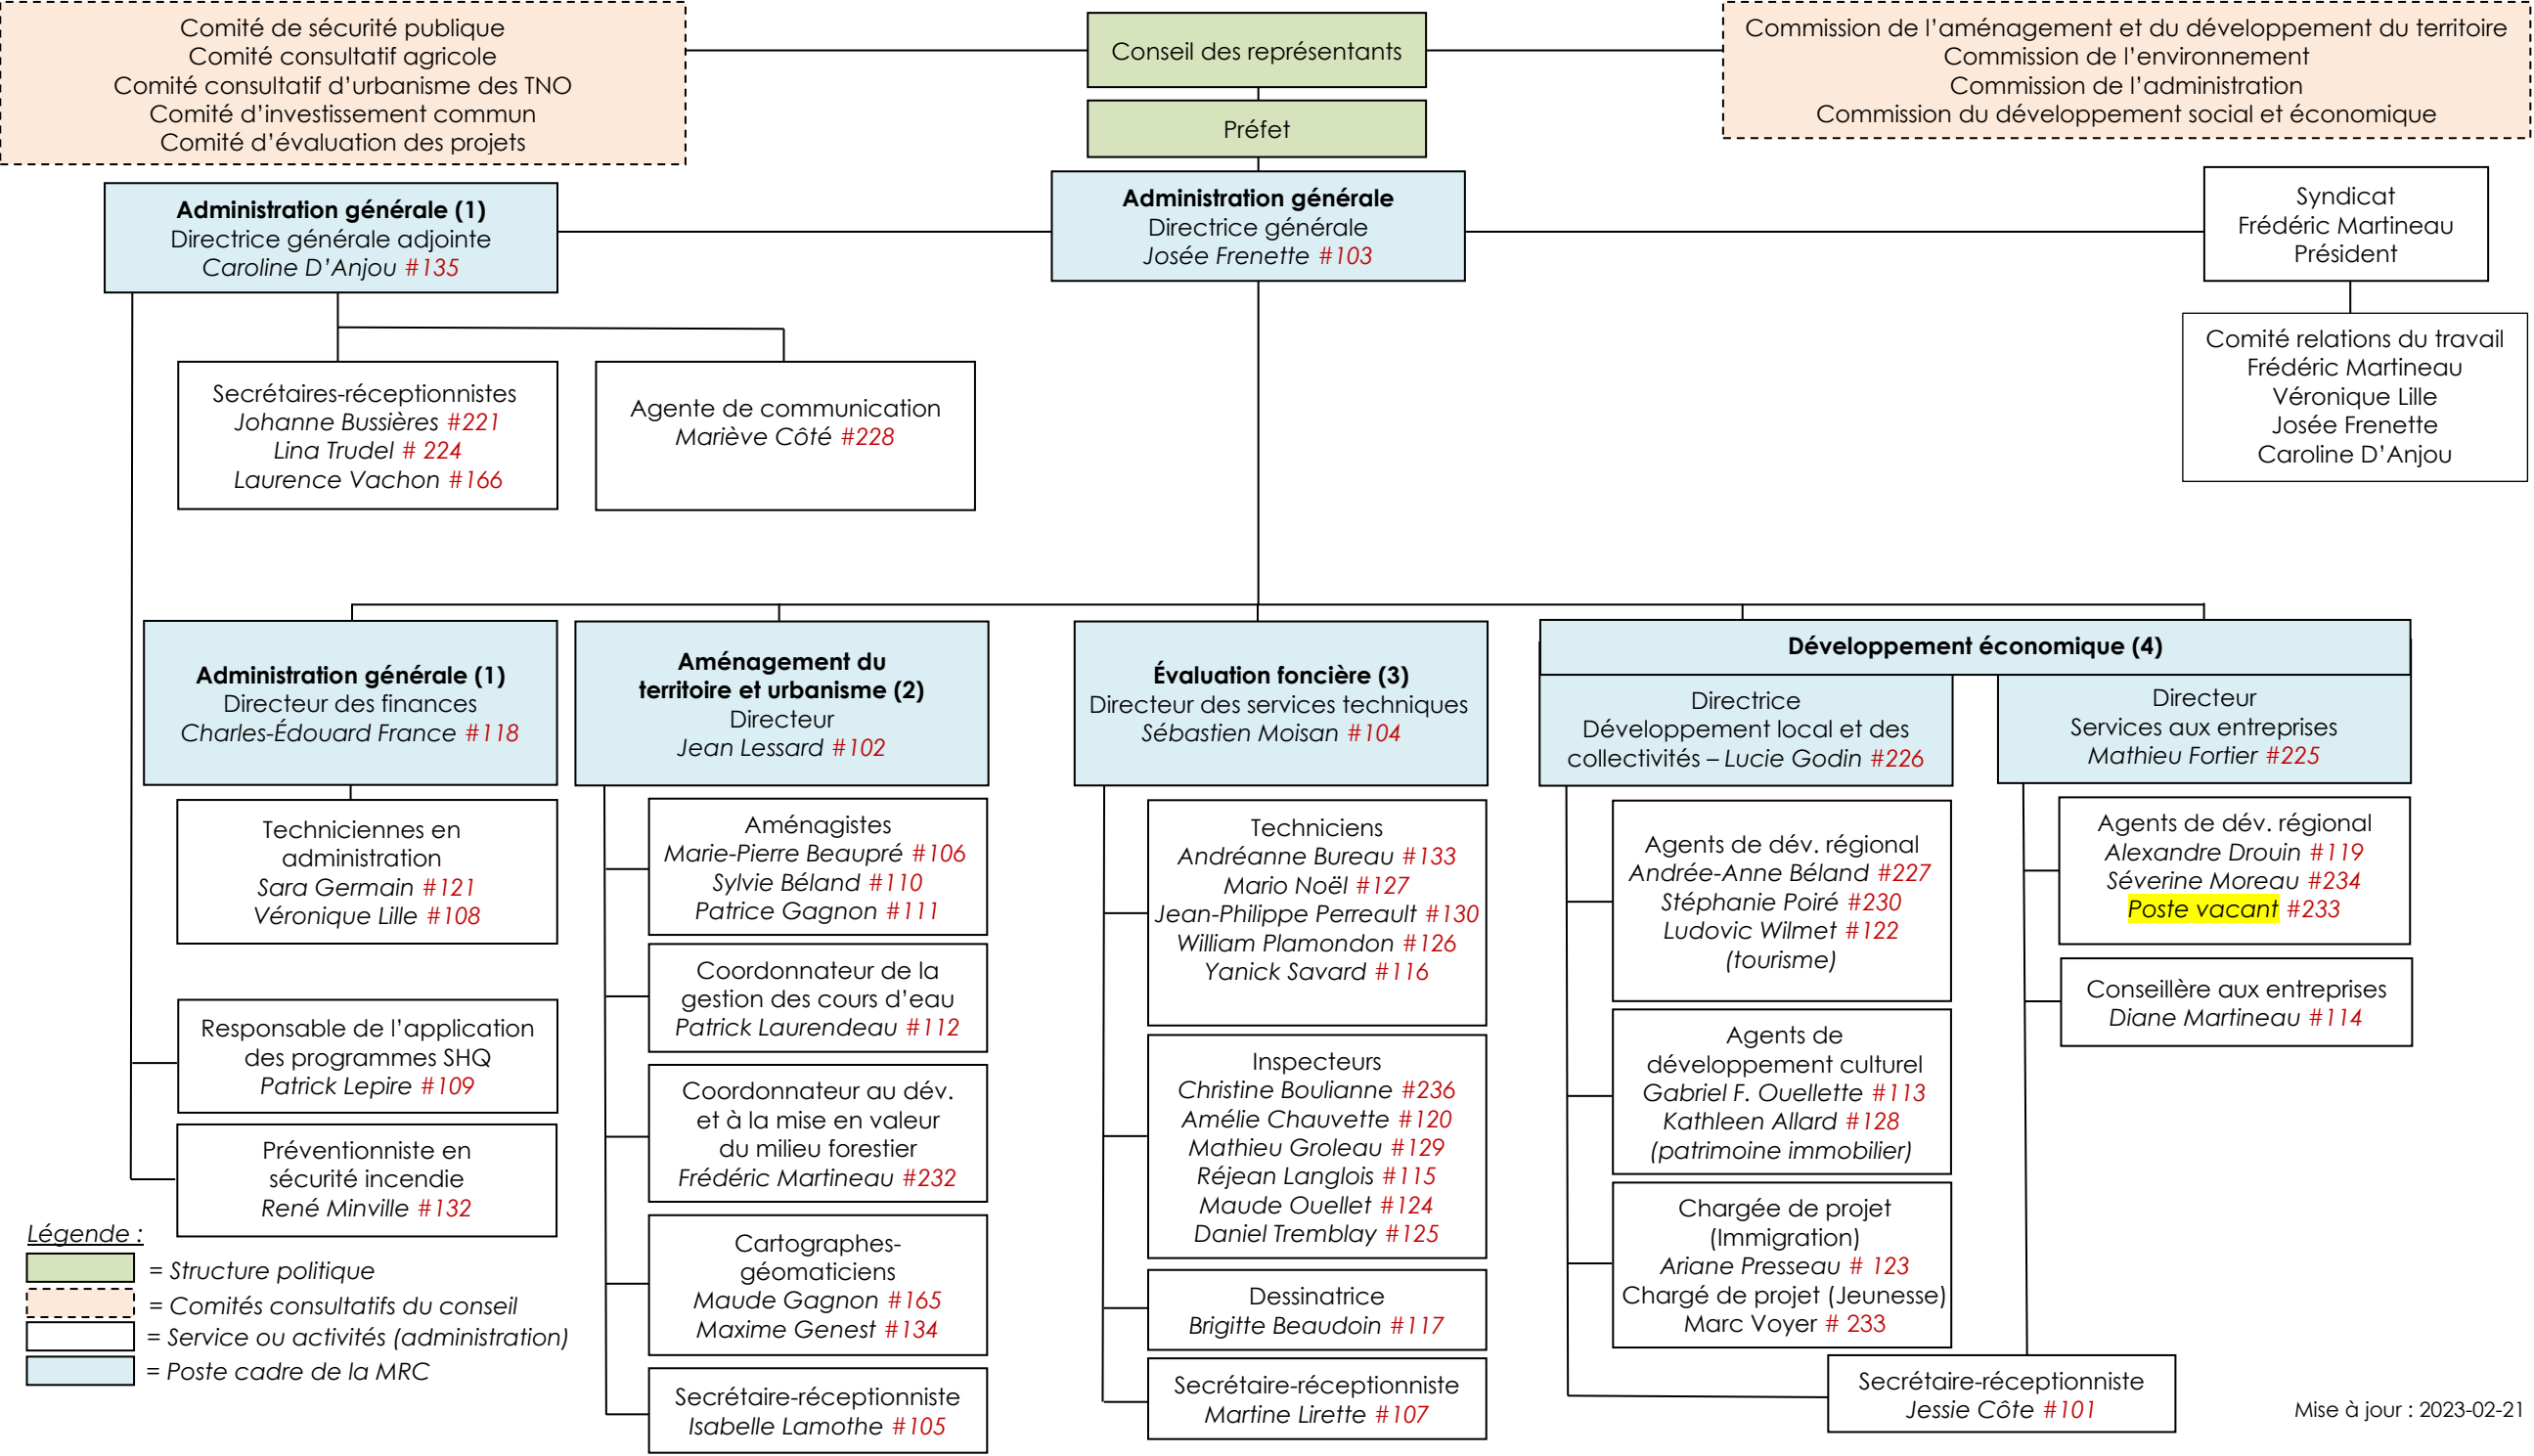 Comité de sécurité publique
Comité consultatif agricole
Comité consultatif d’urbanisme des TNO
Comité d’investissement commun
Comité d’évaluation des projets
Conseil des représentants
Préfet
Commission de l’aménagement et du développement du territoire
Commission de l’environnement
Commission de l’administration
Commission du développement social et économique
Administration générale (1)
Directrice générale adjointe
Caroline D’Anjou #135
Administration générale
Directrice générale
Josée Frenette #103
Syndicat
Frédéric Martineau
Président
Comité relations du travail
Frédéric Martineau
Véronique Lille
Josée Frenette
Caroline D’Anjou
Secrétaires-réceptionnistes
Johanne Bussières #221
Lina Trudel # 224
Laurence Vachon #166
Agente de communication
Mariève Côté #228
Administration générale (1)
Directeur des finances
Charles-Édouard France #118
Techniciennes en
administration
Sara Germain #121
Véronique Lille #108
Responsable de l’application
des programmes SHQ
Patrick Lepire #109
Préventionniste en
sécurité incendie
René Minville #132
Aménagement du
territoire et urbanisme (2)
Directeur
Jean Lessard #102
Aménagistes
Marie-Pierre Beaupré #106
Sylvie Béland #110
Patrice Gagnon #111
Coordonnateur de la
gestion des cours d’eau
Patrick Laurendeau #112
Coordonnateur au dév.
et à la mise en valeur
du milieu forestier
Frédéric Martineau #232
Cartographes-
géomaticiens
Maude Gagnon #165
Maxime Genest #134
Secrétaire-réceptionniste
Isabelle Lamothe #105
Évaluation foncière (3)
Directeur des services techniques
Sébastien Moisan #104
Techniciens
Andréanne Bureau #133
Mario Noël #127
Jean-Philippe Perreault #130
William Plamondon #126
Yanick Savard #116
Inspecteurs
Christine Boulianne #236
Amélie Chauvette #120
Mathieu Groleau #129
Réjean Langlois #115
Maude Ouellet #124
Daniel Tremblay #125
Dessinatrice
Brigitte Beaudoin #117
Secrétaire-réceptionniste
Martine Lirette #107
Développement économique (4)
Directrice
Développement local et des
collectivités – Lucie Godin #226
Agents de dév. régional
Andrée-Anne Béland #227
Stéphanie Poiré #230
Ludovic Wilmet #122
(tourisme)
Agents de
développement culturel
Gabriel F. Ouellette #113
Kathleen Allard #128
(patrimoine immobilier)
Chargée de projet
(Immigration)
Ariane Presseau # 123
Chargé de projet (Jeunesse)
Marc Voyer # 233
Directeur
Services aux entreprises
Mathieu Fortier #225
Agents de dév. régional
Alexandre Drouin #119
Séverine Moreau #234
Poste vacant #233
Conseillère aux entreprises
Diane Martineau #114
Secrétaire-réceptionniste
Jessie Côte #101
Légende :
= Structure politique
= Comités consultatifs du conseil
= Service ou activités (administration)
= Poste cadre de la MRC
Mise à jour : 2023-02-21